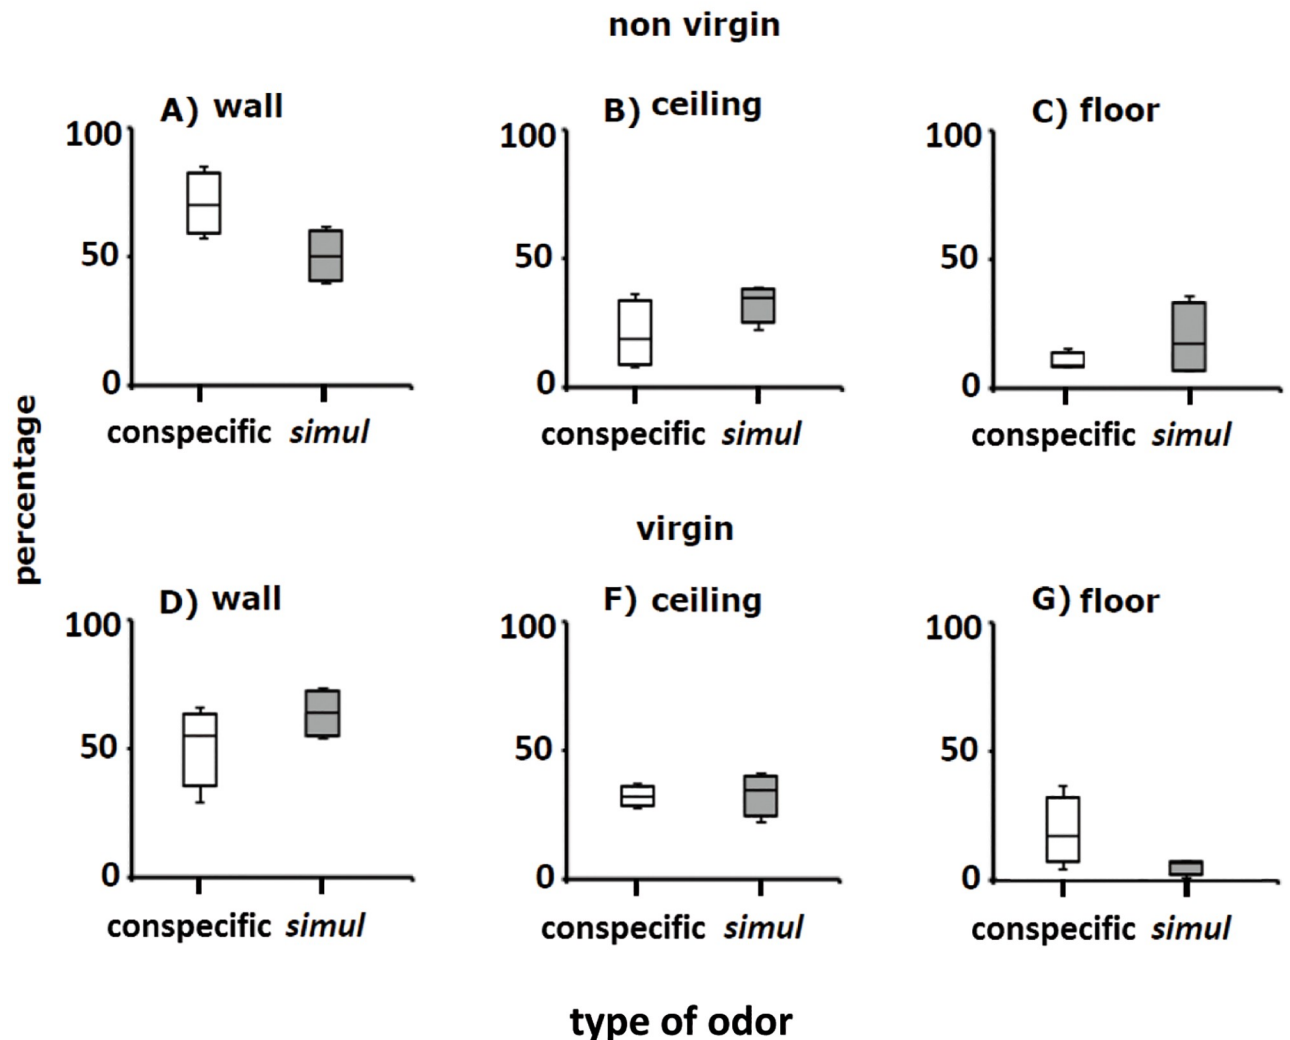 non virgin
A) wall
B) ceiling
C) floor
100
50
0
conspecific simul
100
50
0
conspecific simul
100
50
0
conspecific simul
percentage
virgin
D) wall
F) ceiling
G) floor
100
50
0
conspecific simul
100
50
0
conspecific simul
100
50
0
conspecific simul
type of odor